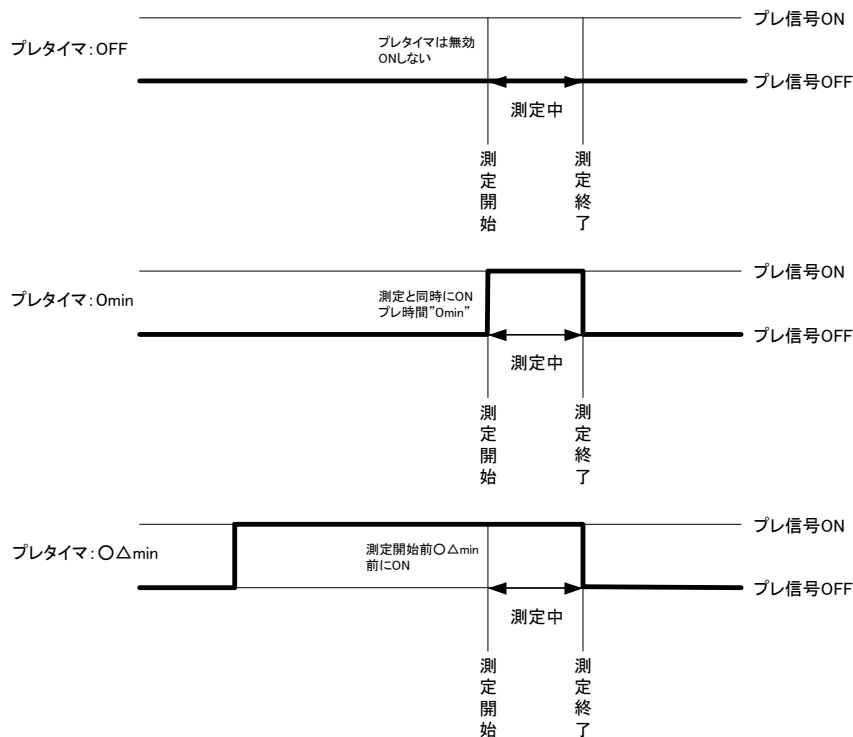 プレ信号ON
プレタイマ：OFF
プレタイマは無効
ONしない
プレ信号OFF
測定中
測定開始
測定終了
プレ信号ON
プレタイマ：0min
測定と同時にON
プレ時間”0min”
プレ信号OFF
測定中
測定開始
測定終了
プレ信号ON
プレタイマ：○△min
測定開始前○△min
前にON
プレ信号OFF
測定中
測定開始
測定終了